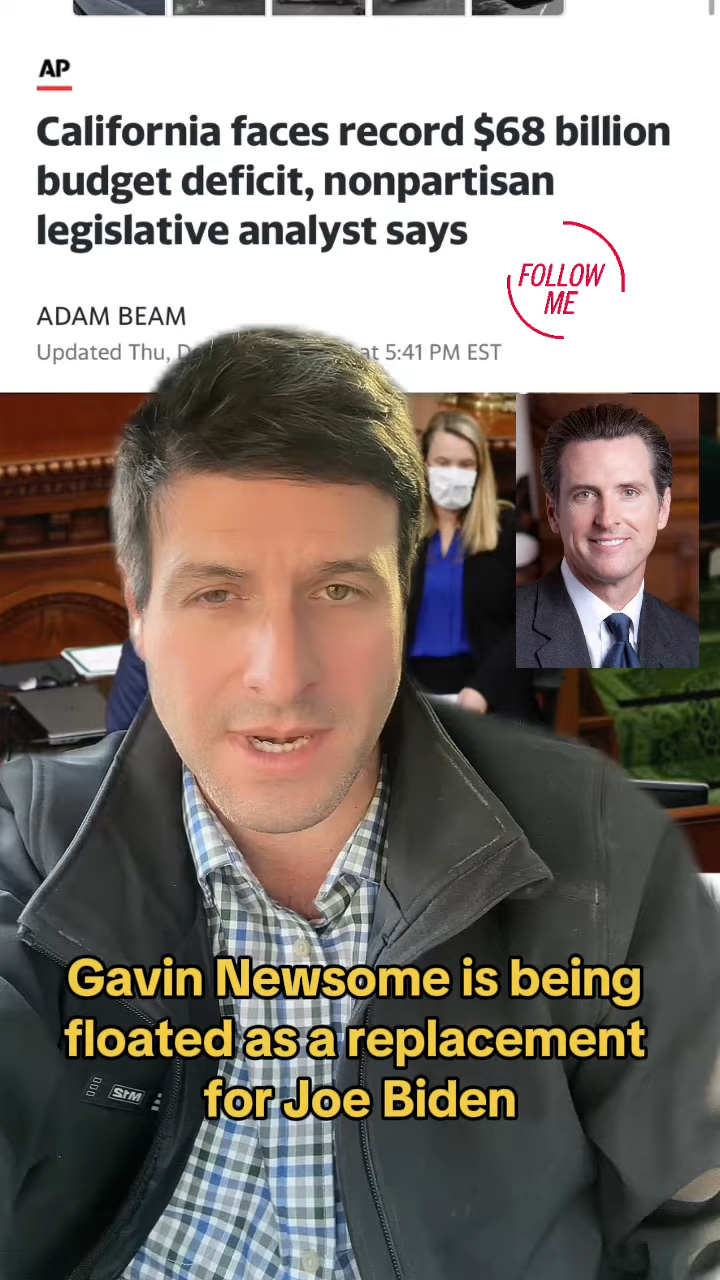 AP
California faces record $68 billion
budget deficit, nonpartisan
legislative analyst says
FOLLOW
ME
ADAM BEAM
Updated Thu, D at 5:41 PM EST
Gavin Newsome is being
floated as a replacement
for Joe Biden